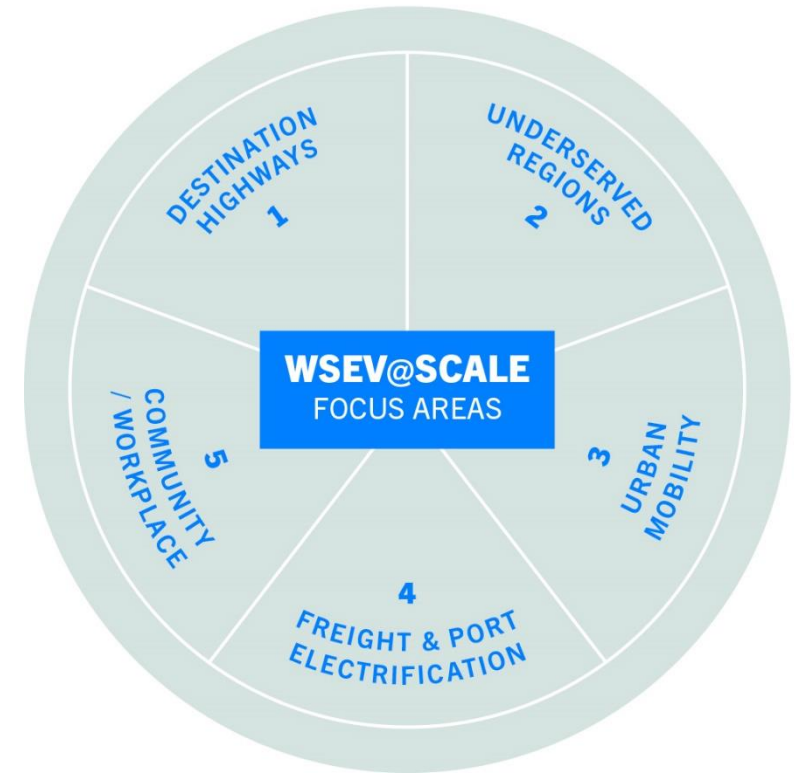 WSEV@SCALE
FOCUS AREAS
DESTINATION
HIGHWAYS
1
UNDERSERVED
REGIONS
2
3
URBAN
MOBILITY
4
FREIGHT & PORT
ELECTRIFICATION
5
COMMUNITY
/ WORKPLACE